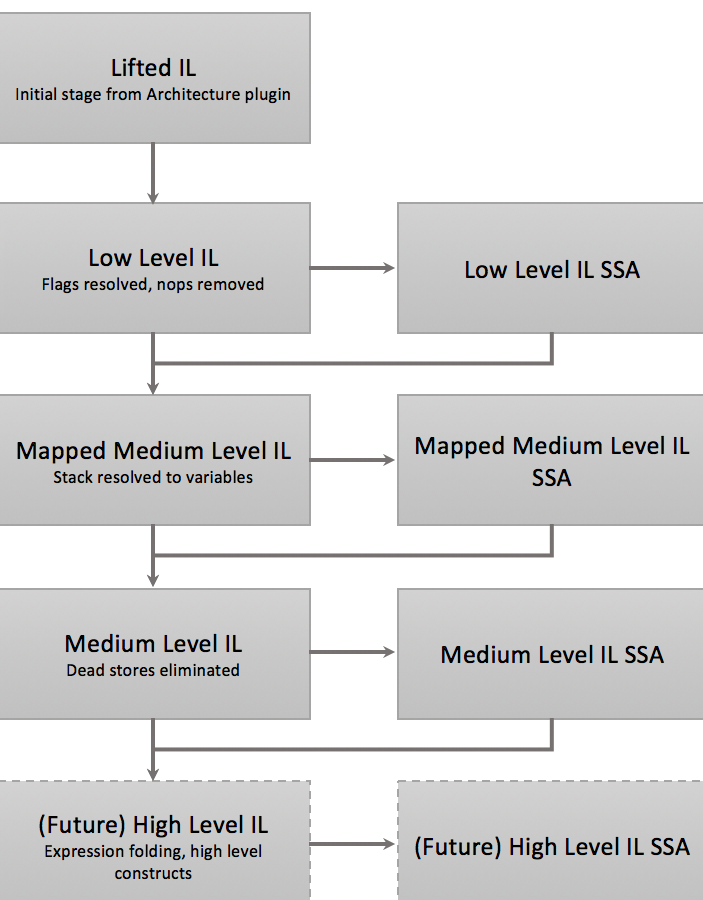 Lifted IL
Initial stage from Architecture plugin
Low Level IL
Flags resolved, nops removed
Low Level IL SSA
Mapped Medium Level IL
Stack resolved to variables
Mapped Medium Level IL
SSA
Medium Level IL
Dead stores eliminated
Medium Level IL SSA
(Future) High Level IL
Expression folding, high level
constructs
(Future) High Level IL SSA